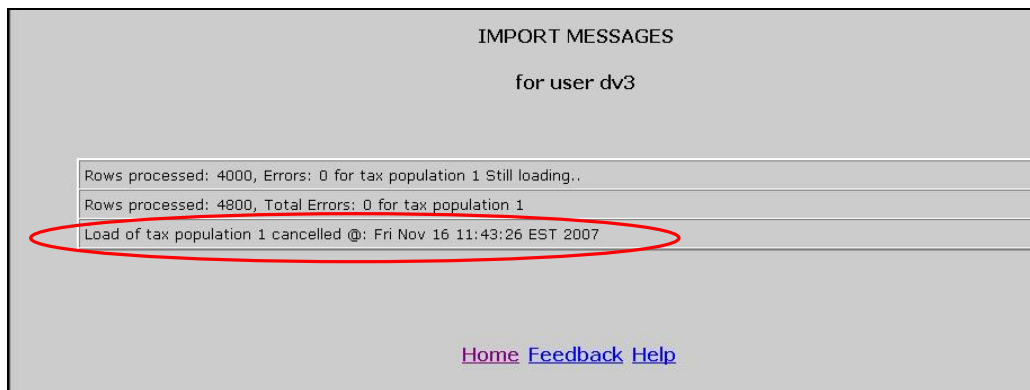 IMPORT MESSAGES
for user dv3
Rows processed: 4000, Errors: 0 for tax population 1 Still loading..
Rows processed: 4800, Total Errors: 0 for tax population 1
Load of tax population 1 cancelled @: Fri Nov 16 11:43:26 EST 2007
Home Feedback Help